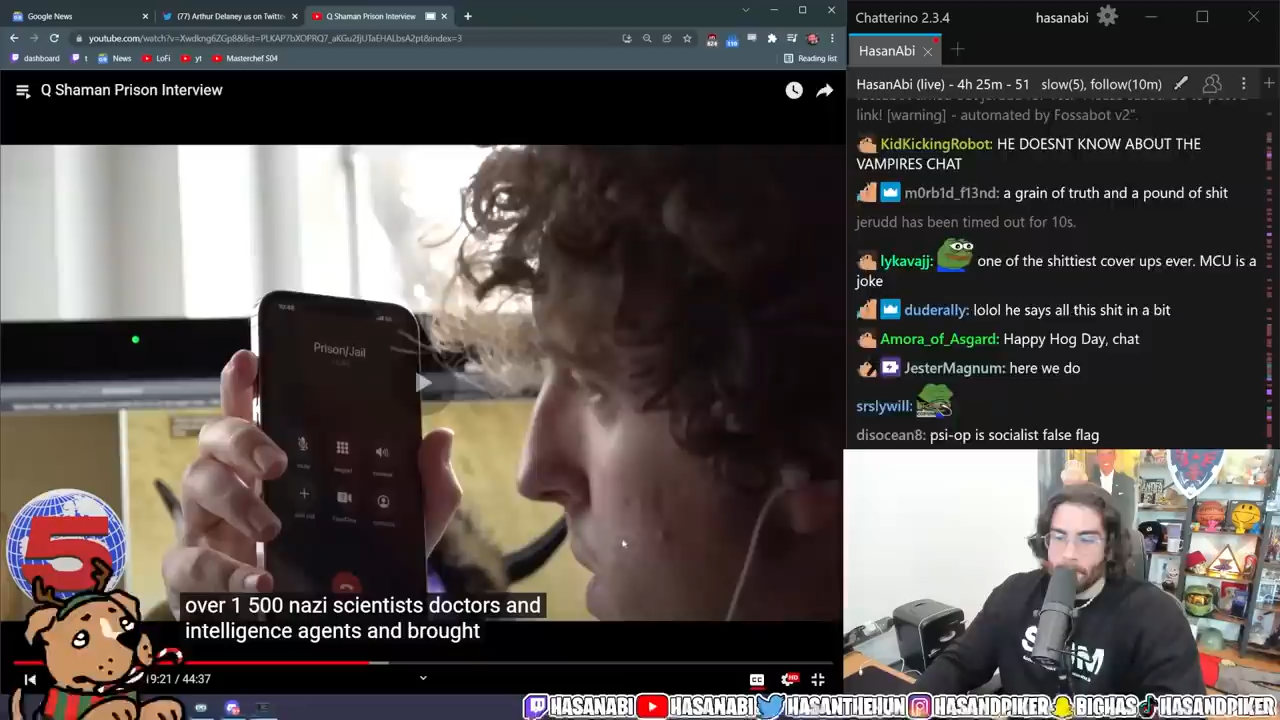 Google News
(77) Arthur Delaney us on Twitte
Q Shaman Prison Interview
Chatterino 2.3.4
hasanabi
youtube.com/watch?v=Xwdkng6ZGp8&list=PLKAP7bXOPRQ7_aKGu2fjUTaEHALbsA2pt&index=3
dashboard
t
News
LoFi
yt
Masterchef 504
Reading list
HasanAbi
HasanAbi (live) - 4h 25m - 51 slow(5), follow(10m)
Q Shaman Prison Interview
link! [warning] - automated by Fossabot v2".
KidKickingRobot: HE DOESNT KNOW ABOUT THE
VAMPIRES CHAT
m0rb1d_f13nd: a grain of truth and a pound of shit
jerudd has been timed out for 10s.
lykavajj: one of the shittiest cover ups ever. MCU is a
joke
duderally: lolol he says all this shit in a bit
Amora_of_Asgard: Happy Hog Day, chat
JesterMagnum: here we do
srslywill:
disocean8: psi-op is socialist false flag
Prison/Jail
5
over 1 500 nazi scientists doctors and
intelligence agents and brought
19:21 / 44:37
CC
HD
HASANABI HASANABI HASANTHEHUN HASANDPIKER BIGHAS HASANDPIKER